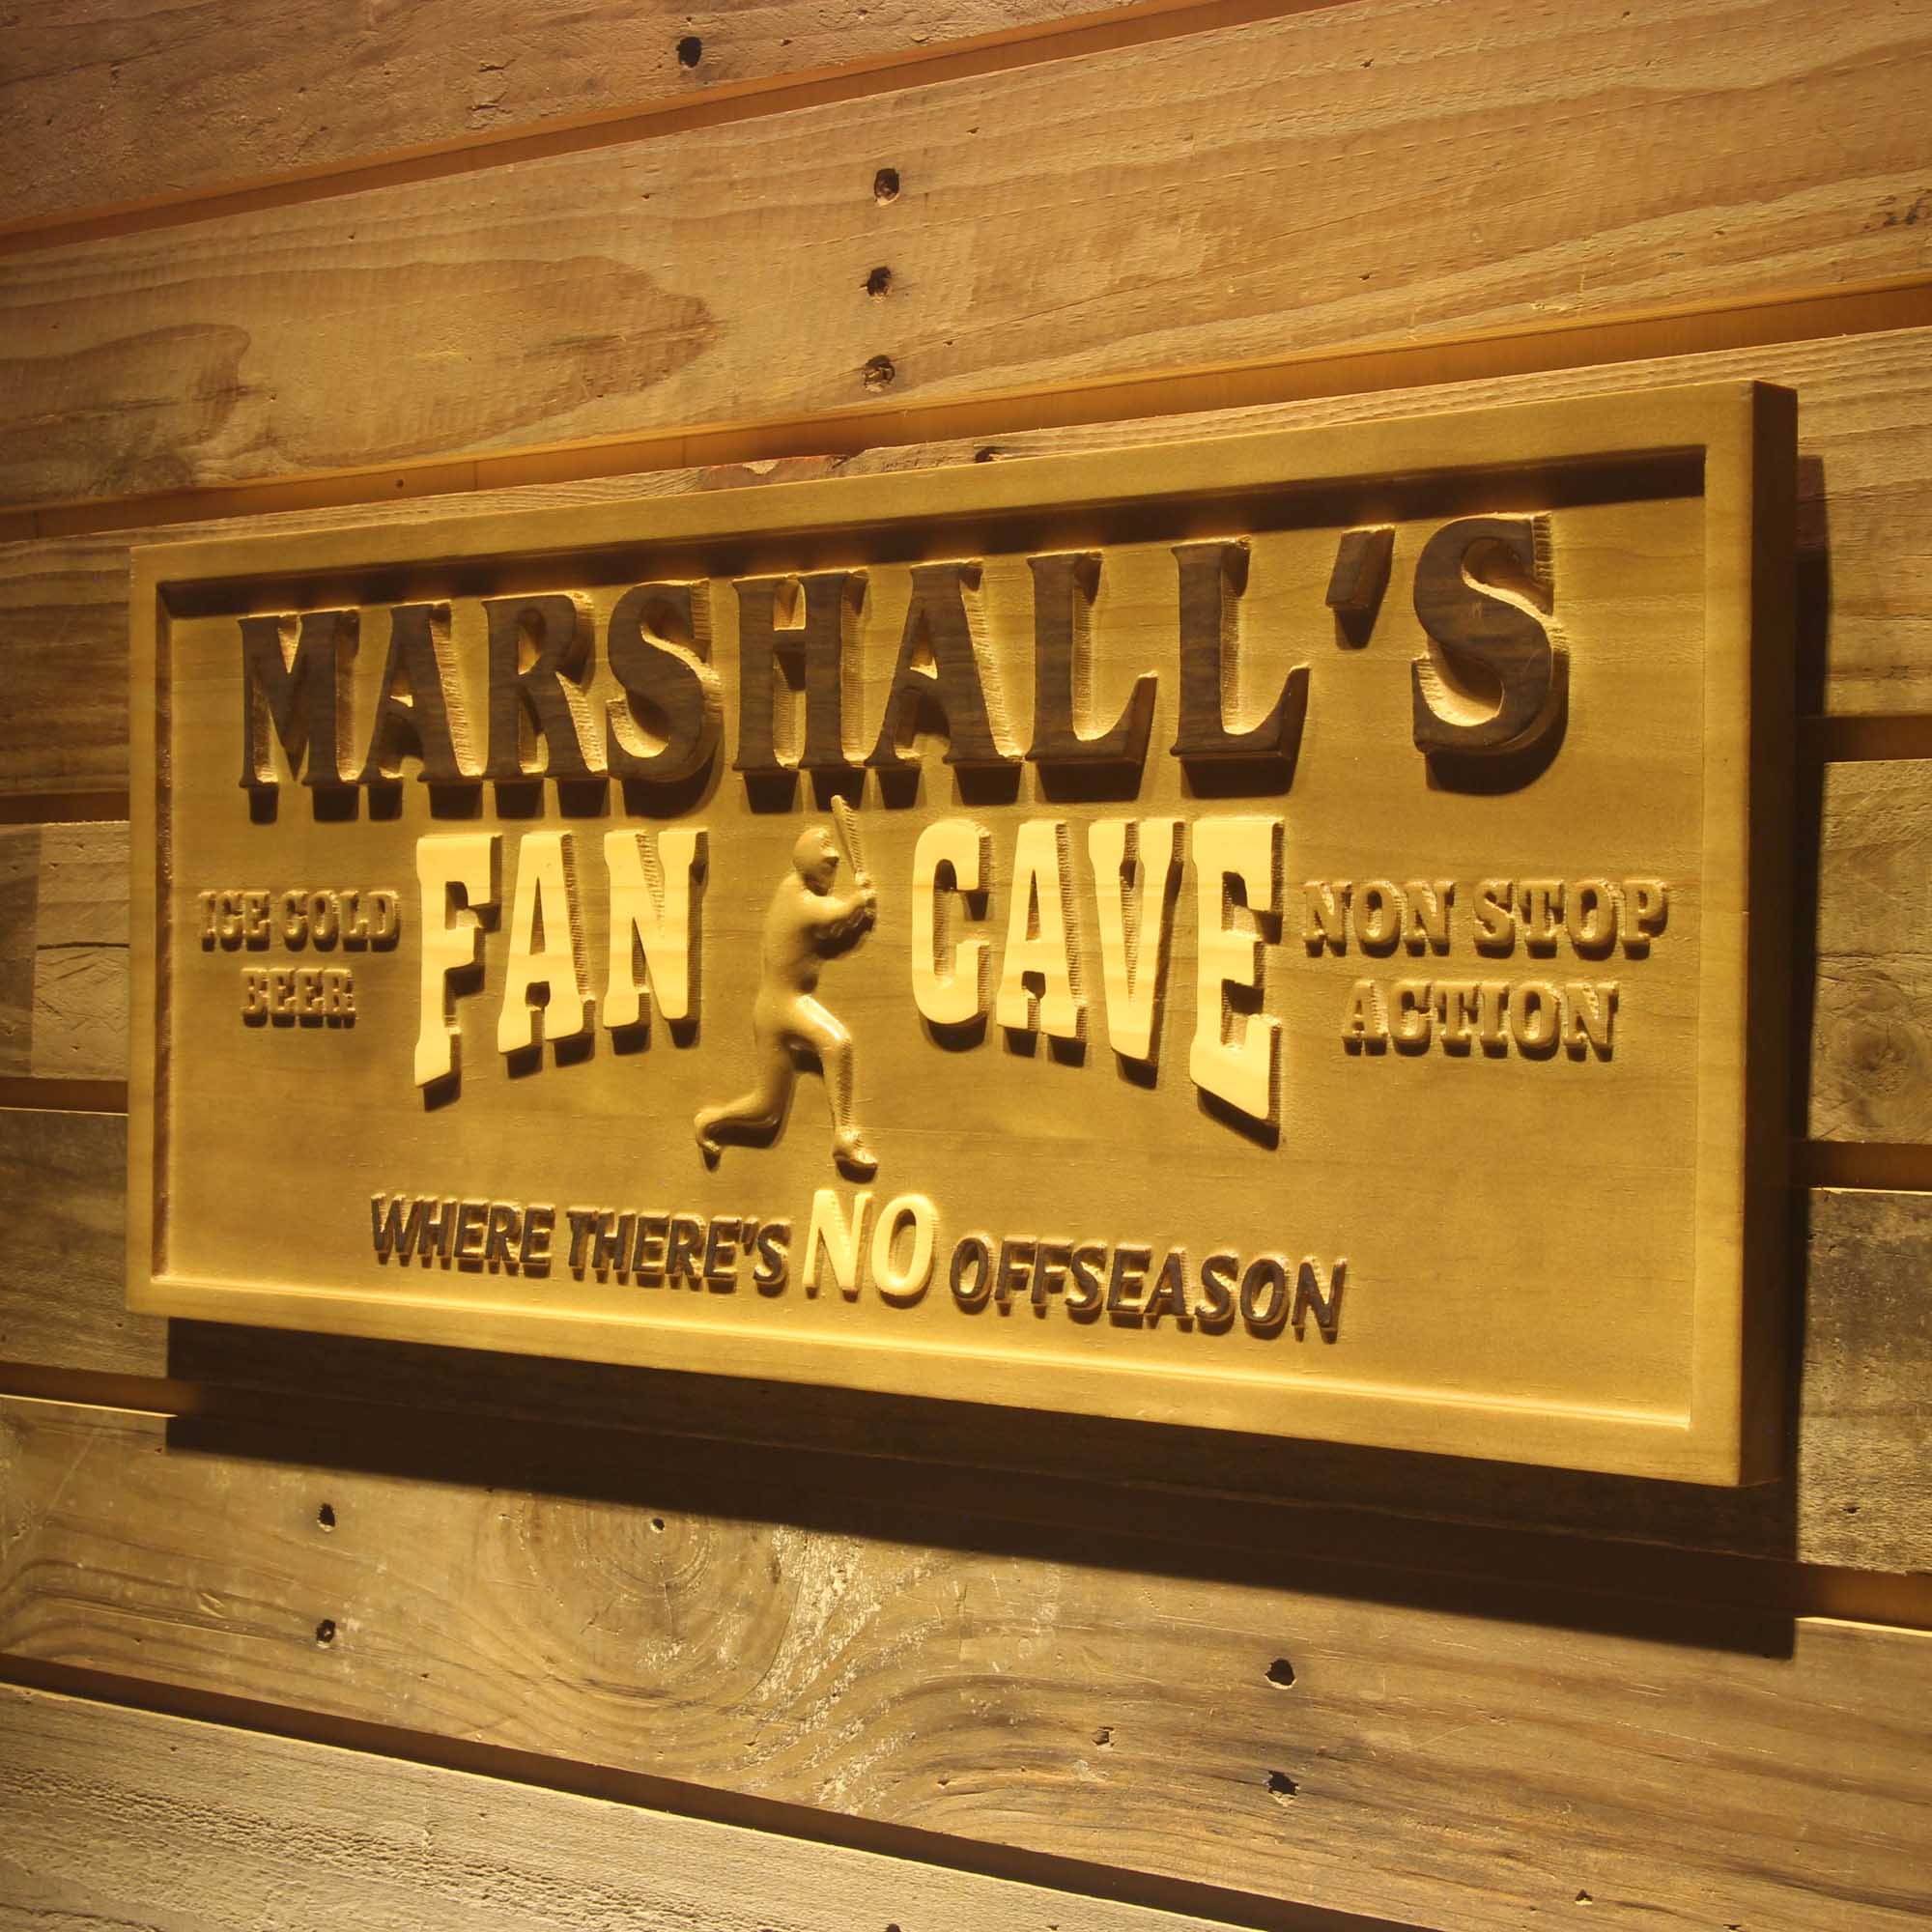 MARSHALL'S
FAN CAVE
ICE COLD
BEER
NON STOP
ACTION
WHERE THERE'S NO OFFSEASON